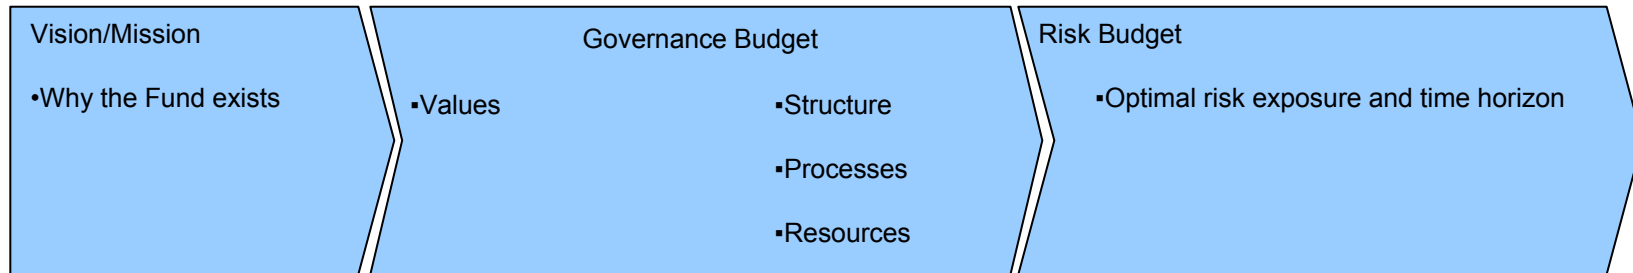 Vision/Mission
•Why the Fund exists
Governance Budget
▪Values
▪Structure
▪Processes
▪Resources
Risk Budget
▪Optimal risk exposure and time horizon